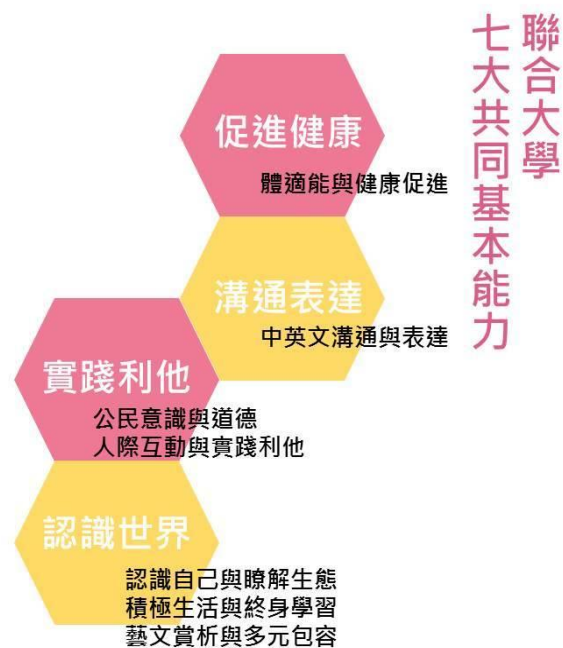 聯合大學
七大共同基本能力
促進健康
體適能與健康促進
溝通表達
中英文溝通與表達
實踐利他
公民意識與道德
人際互動與實踐利他
認識世界
認識自己與瞭解生態
積極生活與終身學習
藝文賞析與多元包容